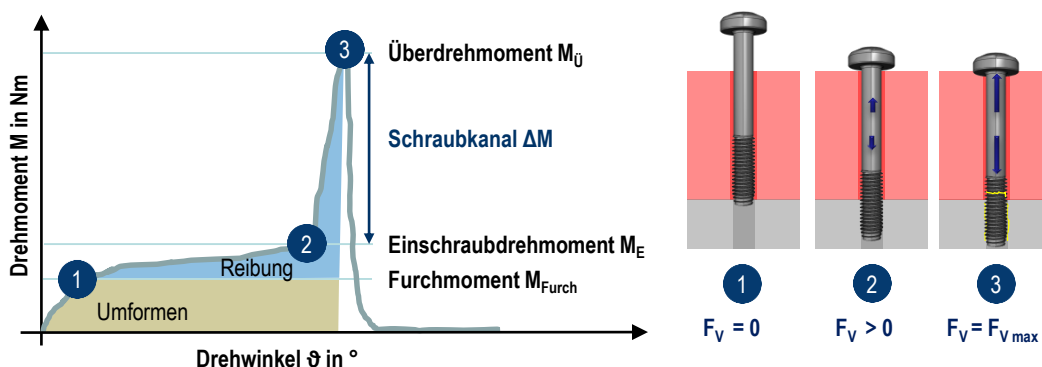 Drehmoment M in Nm
3
Überdrehmoment MÜ
Schraubkanal ΔM
2
Einschraubdrehmoment ME
Reibung
1
Furchmoment MFurch
Umformen
Drehwinkel ϑ in °
1
2
3
FV = 0
FV > 0
FV = FV max